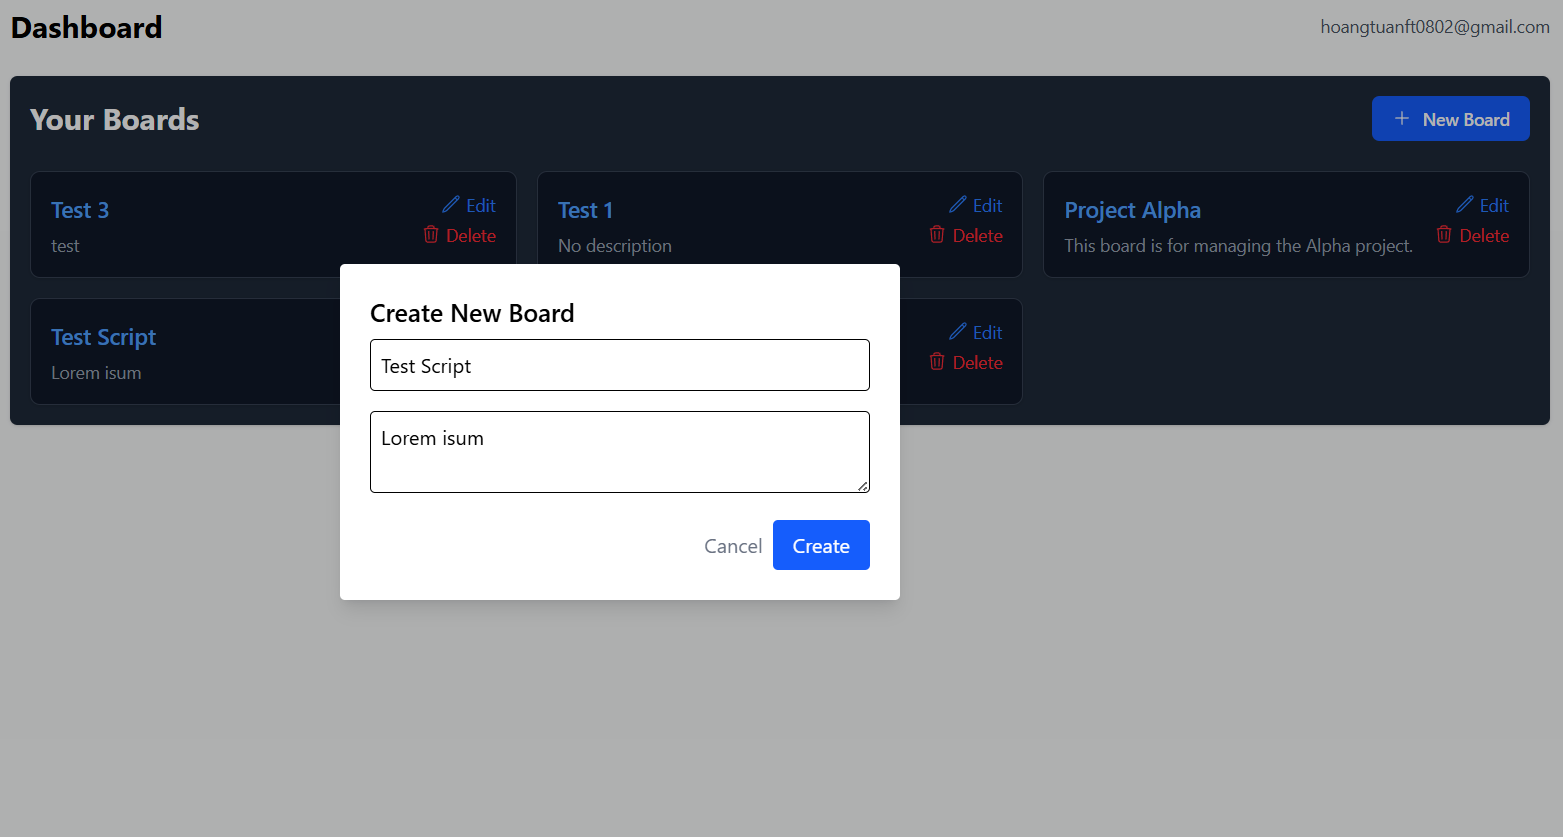 Dashboard
hoangtuanft0802@gmail.com
Your Boards
New Board
Test 3
Edit
Delete
test
Test 1
Edit
Delete
No description
Project Alpha
Edit
Delete
This board is for managing the Alpha project.
Test Script
Lorem isum
Edit
Delete
Create New Board
Test Script
Lorem isum
Cancel
Create